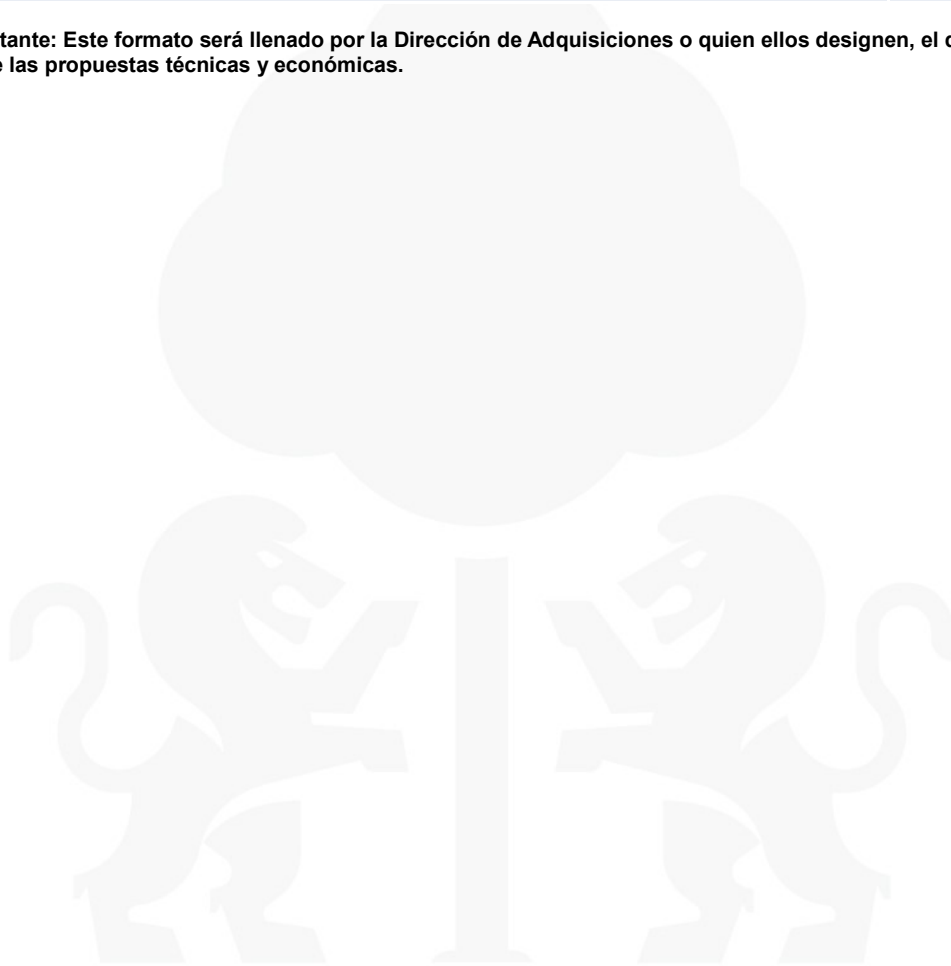 tante: Este formato será llenado por la Dirección de Adquisiciones o quien ellos designen, el
e las propuestas técnicas y económicas.